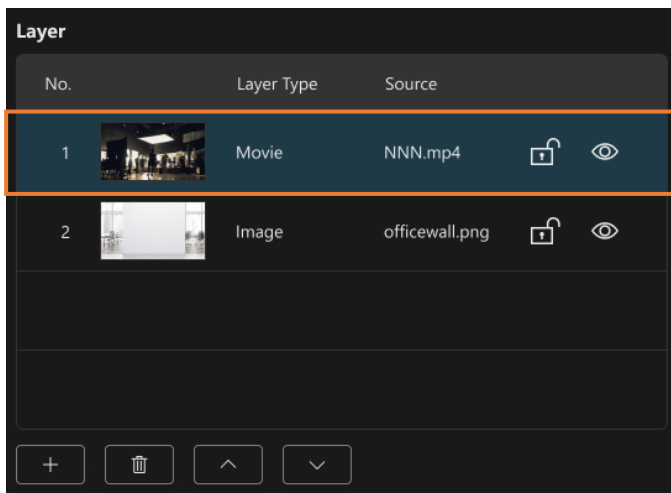 Layer
No. Layer Type Source
1 Movie NNN.mp4
2 Image officewall.png